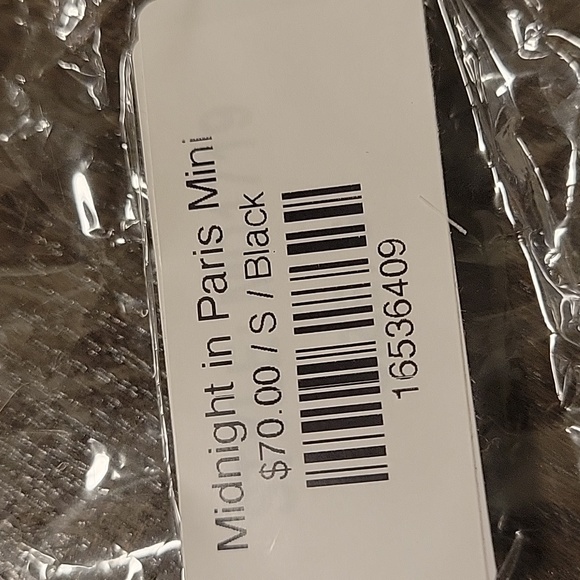 Midnight in Paris Mini
$70.00 / S / Black
16536409